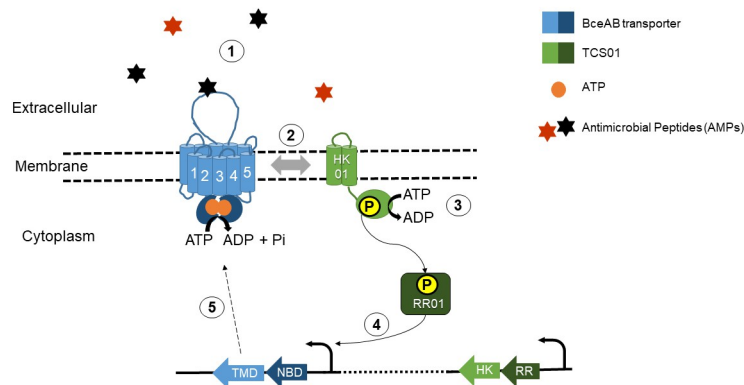 1
BceAB transporter
TCS01
ATP
Antimicrobial Peptides (AMPs)
Extracellular
2
Membrane
1 2 3 4 5
HK
01
ATP
P
ADP
3
Cytoplasm
ATP ADP + Pi
P
RR01
5
4
TMD NBD HK RR